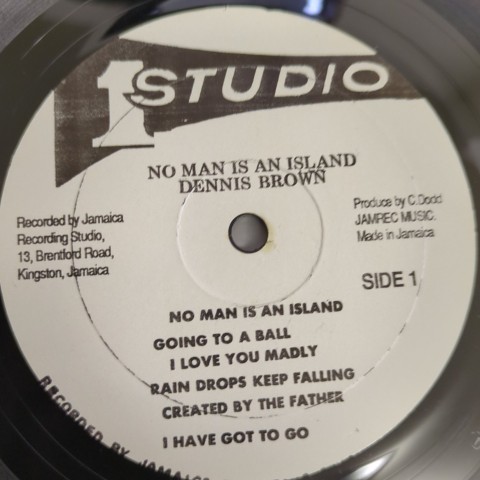 1 STUDIO
NO MAN IS AN ISLAND
DENNIS BROWN
Recorded by Jamaica
Recording Studio,
13, Brentford Road,
Kingston, Jamaica
Produce by C.Dodd
JAMREC MUSIC.
Made in Jamaica
SIDE 1
NO MAN IS AN ISLAND
GOING TO A BALL
I LOVE YOU MADLY
RAIN DROPS KEEP FALLING
CREATED BY THE FATHER
I HAVE GOT TO GO
RECORDED BY